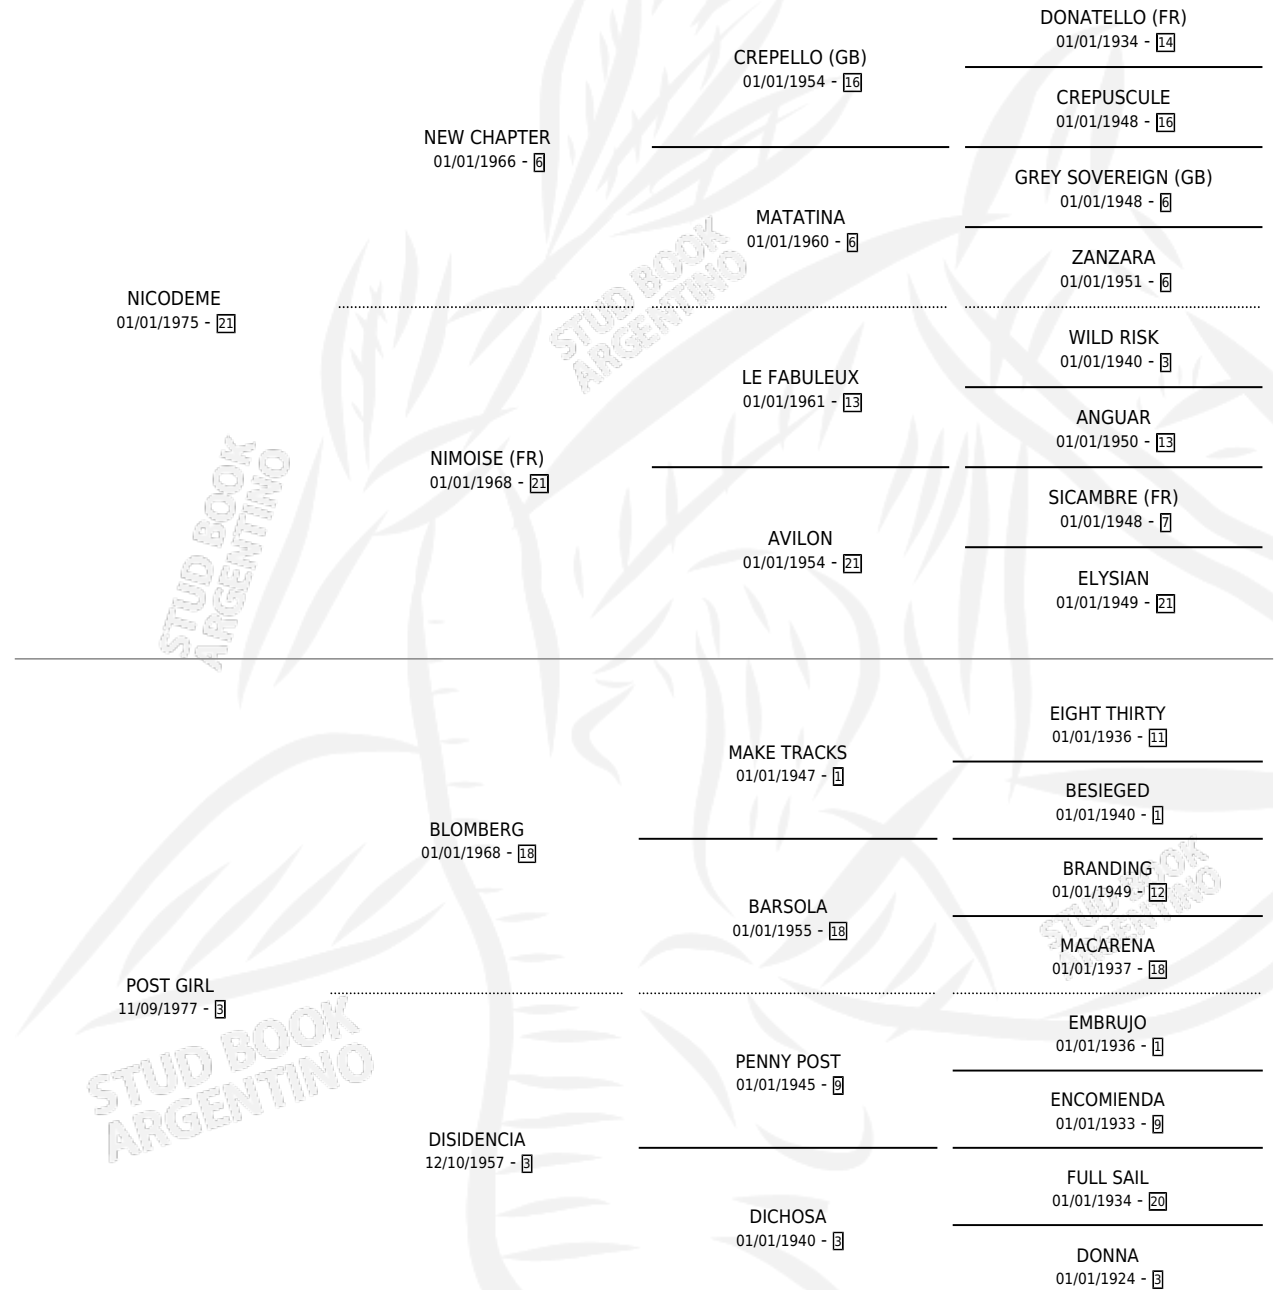 DONATELLO (FR)
01/01/1934 - 14
CREPELLO (GB)
01/01/1954 - 16
CREPUSCULE
01/01/1948 - 16
NEW CHAPTER
01/01/1966 - 6
GREY SOVEREIGN (GB)
01/01/1948 - 6
MATATINA
01/01/1960 - 6
ZANZARA
01/01/1951 - 6
NICODEME
01/01/1975 - 21
WILD RISK
01/01/1940 - 3
LE FABULEUX
01/01/1961 - 13
ANGUAR
01/01/1950 - 13
NIMOISE (FR)
01/01/1968 - 21
SICAMBRE (FR)
01/01/1948 - 7
AVILON
01/01/1954 - 21
ELYSIAN
01/01/1949 - 21
EIGHT THIRTY
01/01/1936 - 11
MAKE TRACKS
01/01/1947 - 1
BESIEGED
01/01/1940 - 1
BLOMBERG
01/01/1968 - 18
BRANDING
01/01/1949 - 12
BARSOLA
01/01/1955 - 18
MACARENA
01/01/1937 - 18
POST GIRL
11/09/1977 - 3
EMBRUJO
01/01/1936 - 1
PENNY POST
01/01/1945 - 9
ENCOMIENDA
01/01/1933 - 9
DISIDENCIA
12/10/1957 - 3
FULL SAIL
01/01/1934 - 20
DICHOSA
01/01/1940 - 3
DONNA
01/01/1924 - 3
STUD BOOK
ARGENTINO
STUD BOOK
ARGENTINO
STUD BOOK
ARGENTINO
STUD BOOK
ARGENTINO